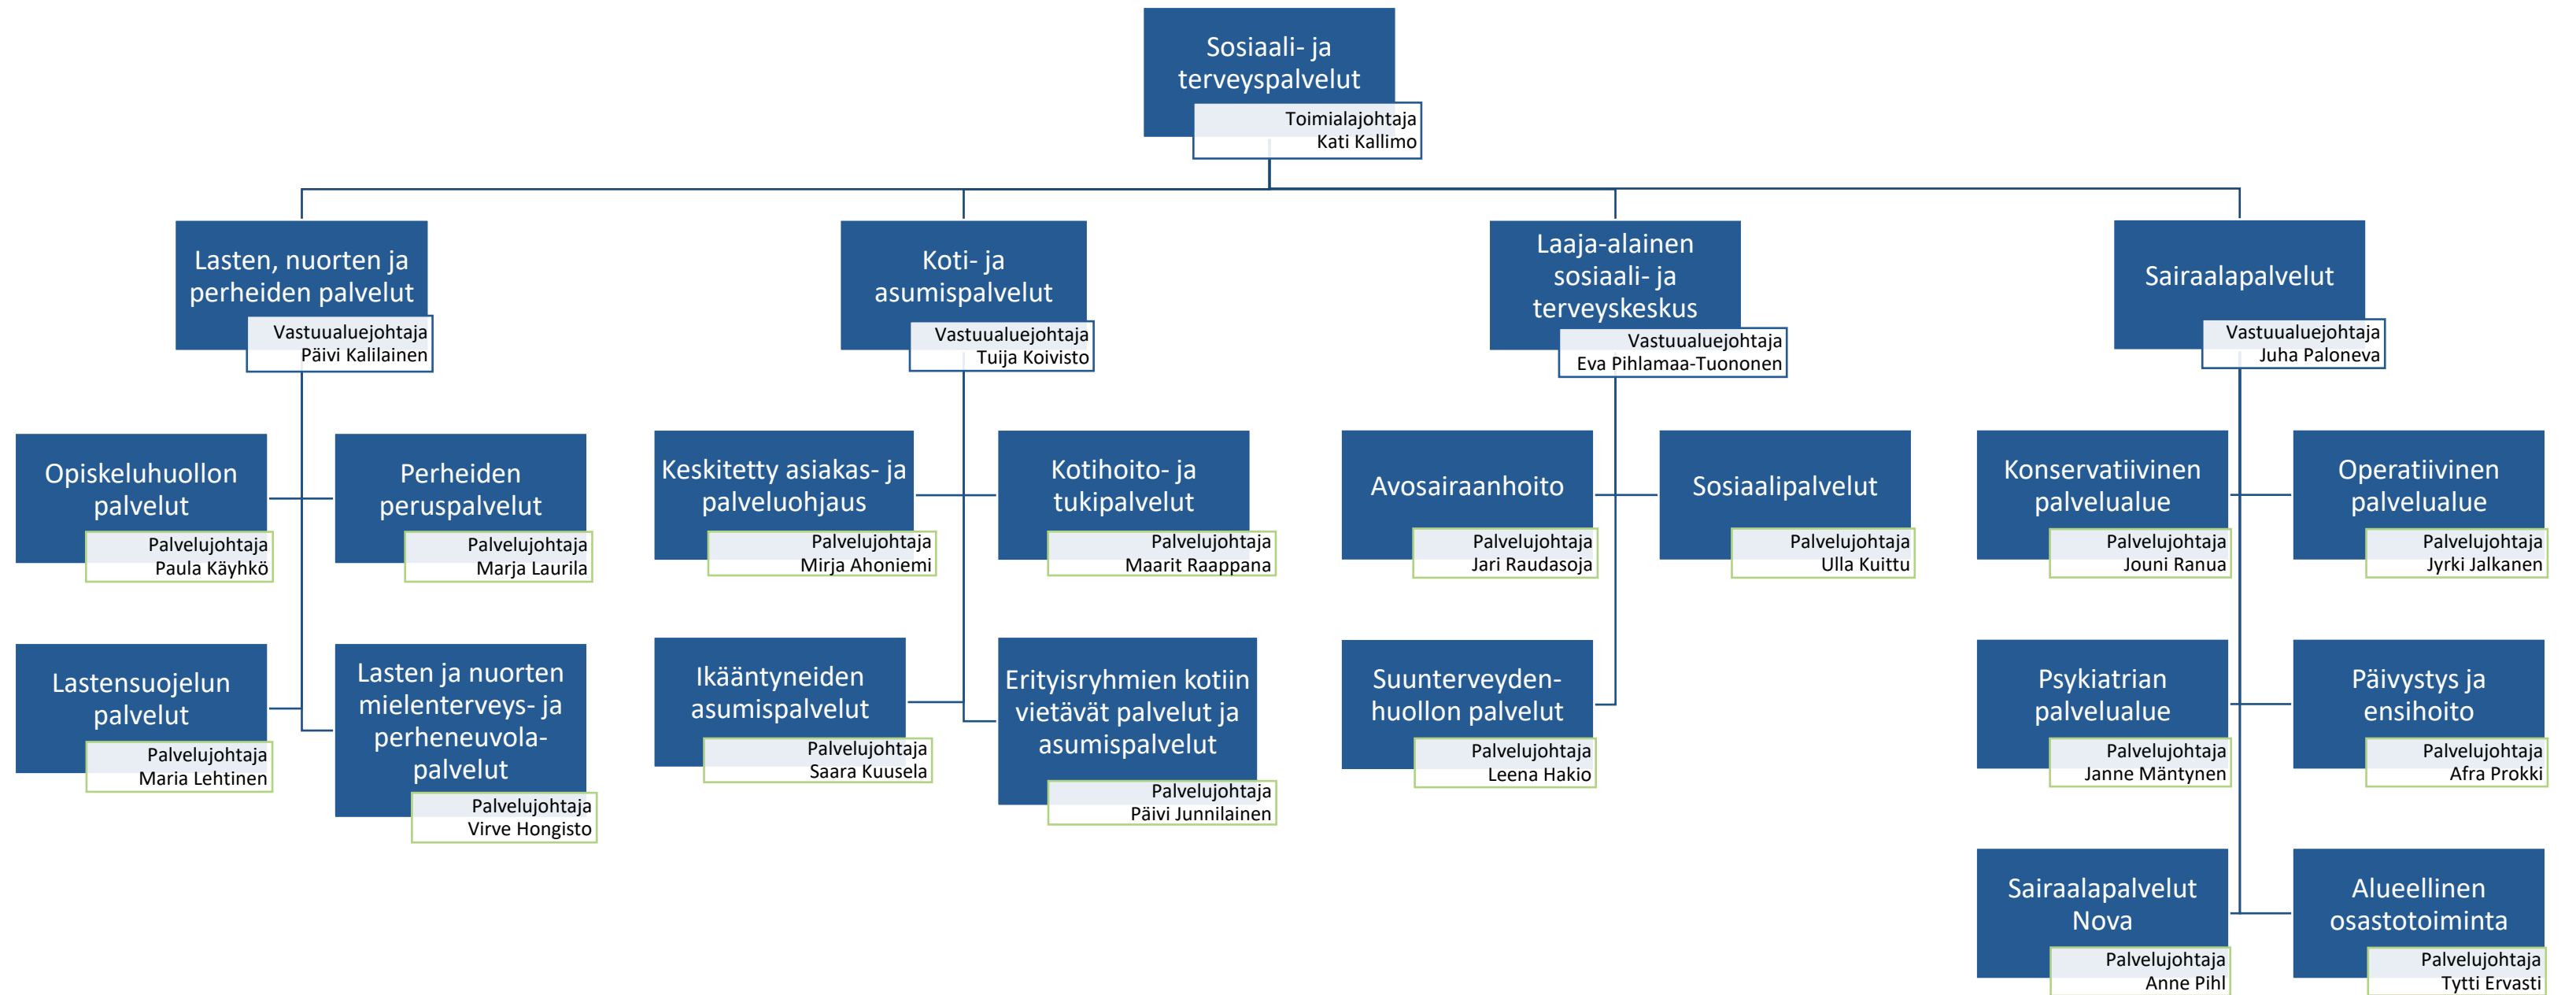 Sosiaali- ja
terveyspalvelut
Toimialajohtaja
Kati Kallimo
Lasten, nuorten ja
perheiden palvelut
Vastuualuejohtaja
Päivi Kalilainen
Koti- ja
asumispalvelut
Vastuualuejohtaja
Tuija Koivisto
Laaja-alainen
sosiaali- ja
terveyskeskus
Vastuualuejohtaja
Eva Pihlamaa-Tuononen
Sairaalapalvelut
Vastuualuejohtaja
Juha Paloneva
Opiskeluhuollon
palvelut
Palvelujohtaja
Paula Käyhkö
Perheiden
peruspalvelut
Palvelujohtaja
Marja Laurila
Keskitetty asiakas- ja
palveluohjaus
Palvelujohtaja
Mirja Ahoniemi
Kotihoito- ja
tukipalvelut
Palvelujohtaja
Maarit Raappana
Avosairaanhoito
Palvelujohtaja
Jari Raudasoja
Sosiaalipalvelut
Palvelujohtaja
Ulla Kuittu
Konservatiivinen
palvelualue
Palvelujohtaja
Jouni Ranua
Operatiivinen
palvelualue
Palvelujohtaja
Jyrki Jalkanen
Lastensuojelun
palvelut
Palvelujohtaja
Maria Lehtinen
Lasten ja nuorten
mielenterveys- ja
perheneuvola-
palvelut
Palvelujohtaja
Virve Hongisto
Ikääntyneiden
asumispalvelut
Palvelujohtaja
Saara Kuusela
Erityisryhmien kotiin
vietävät palvelut ja
asumispalvelut
Palvelujohtaja
Päivi Junnilainen
Suunterveyden-
huollon palvelut
Palvelujohtaja
Leena Hakio
Psykiatrian
palvelualue
Palvelujohtaja
Janne Mäntynen
Päivystys ja
ensihoito
Palvelujohtaja
Afra Prokki
Sairaalapalvelut
Nova
Palvelujohtaja
Anne Pihl
Alueellinen
osastotoiminta
Palvelujohtaja
Tytti Ervasti